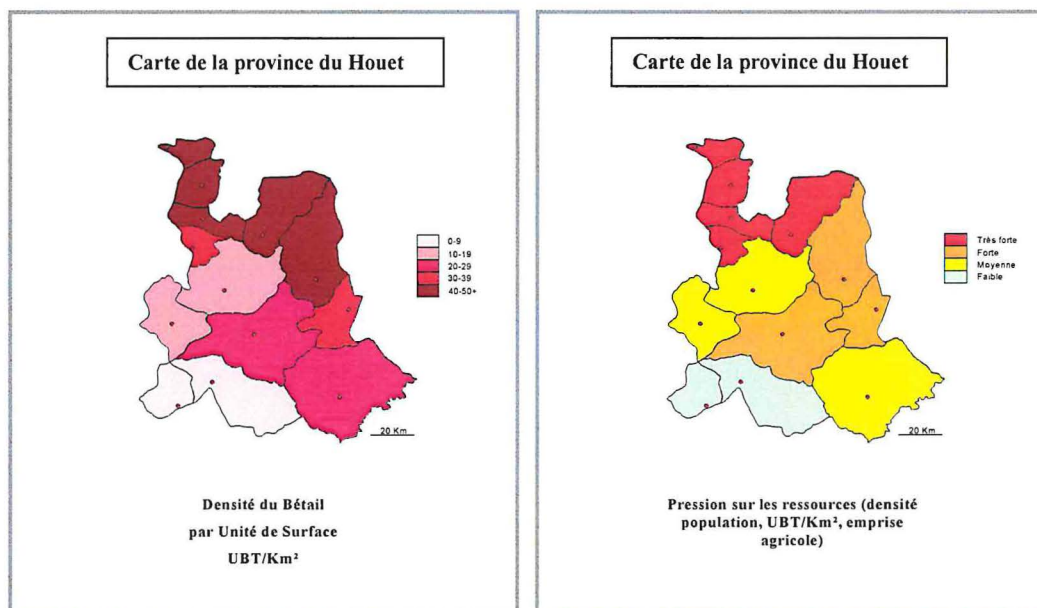 Carte de la province du Houet
0-9
10-19
20-29
30-39
40-50+
20 Km
Densité du Bétail
par Unité de Surface
UBT/Km²
Carte de la province du Houet
Très forte
Forte
Moyenne
Faible
20 Km
Pression sur les ressources (densité
population, UBT/Km², emprise
agricole)